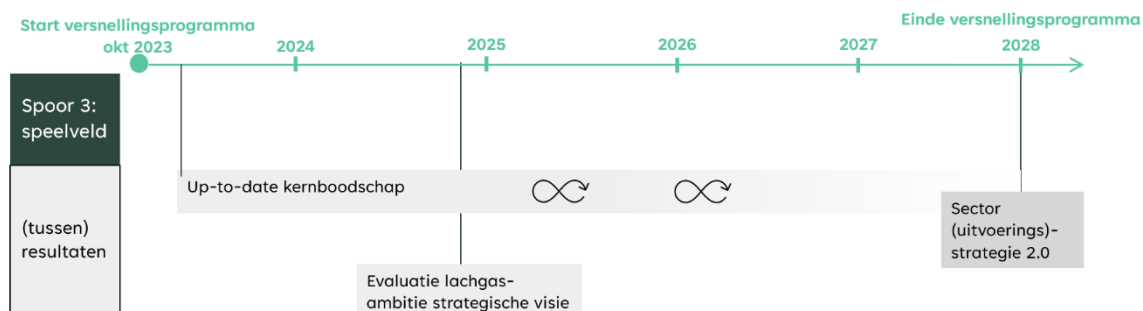 Start versnellingsprogramma
okt 2023
Einde versnellingsprogramma
2024
2025
2026
2027
2028
Spoor 3:
speelveld
Up-to-date kernboodschap
(tussen)
resultaten
Sector
(uitvoerings)-
strategie 2.0
Evaluatie lachgas-
ambitie strategische visie